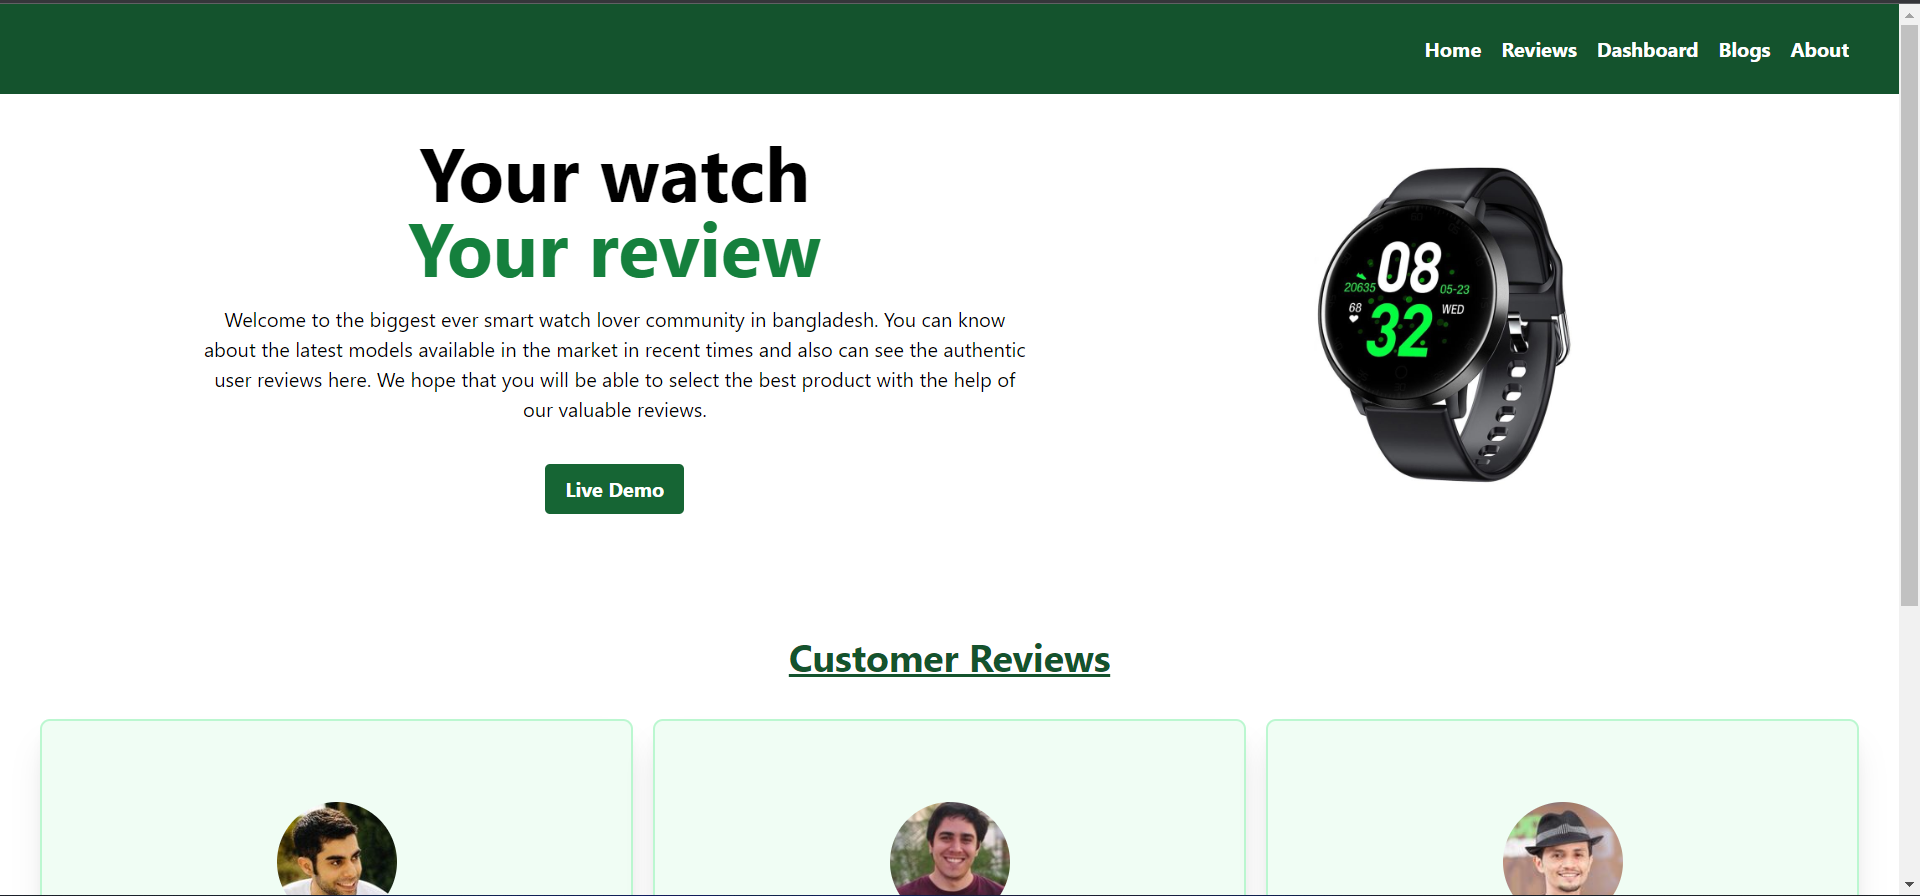 Home Reviews Dashboard Blogs About
Your watch
Your review
Welcome to the biggest ever smart watch lover community in bangladesh. You can know
about the latest models available in the market in recent times and also can see the authentic
user reviews here. We hope that you will be able to select the best product with the help of
our valuable reviews.
Live Demo
08
20635 05-23
68 32 WED
Customer Reviews